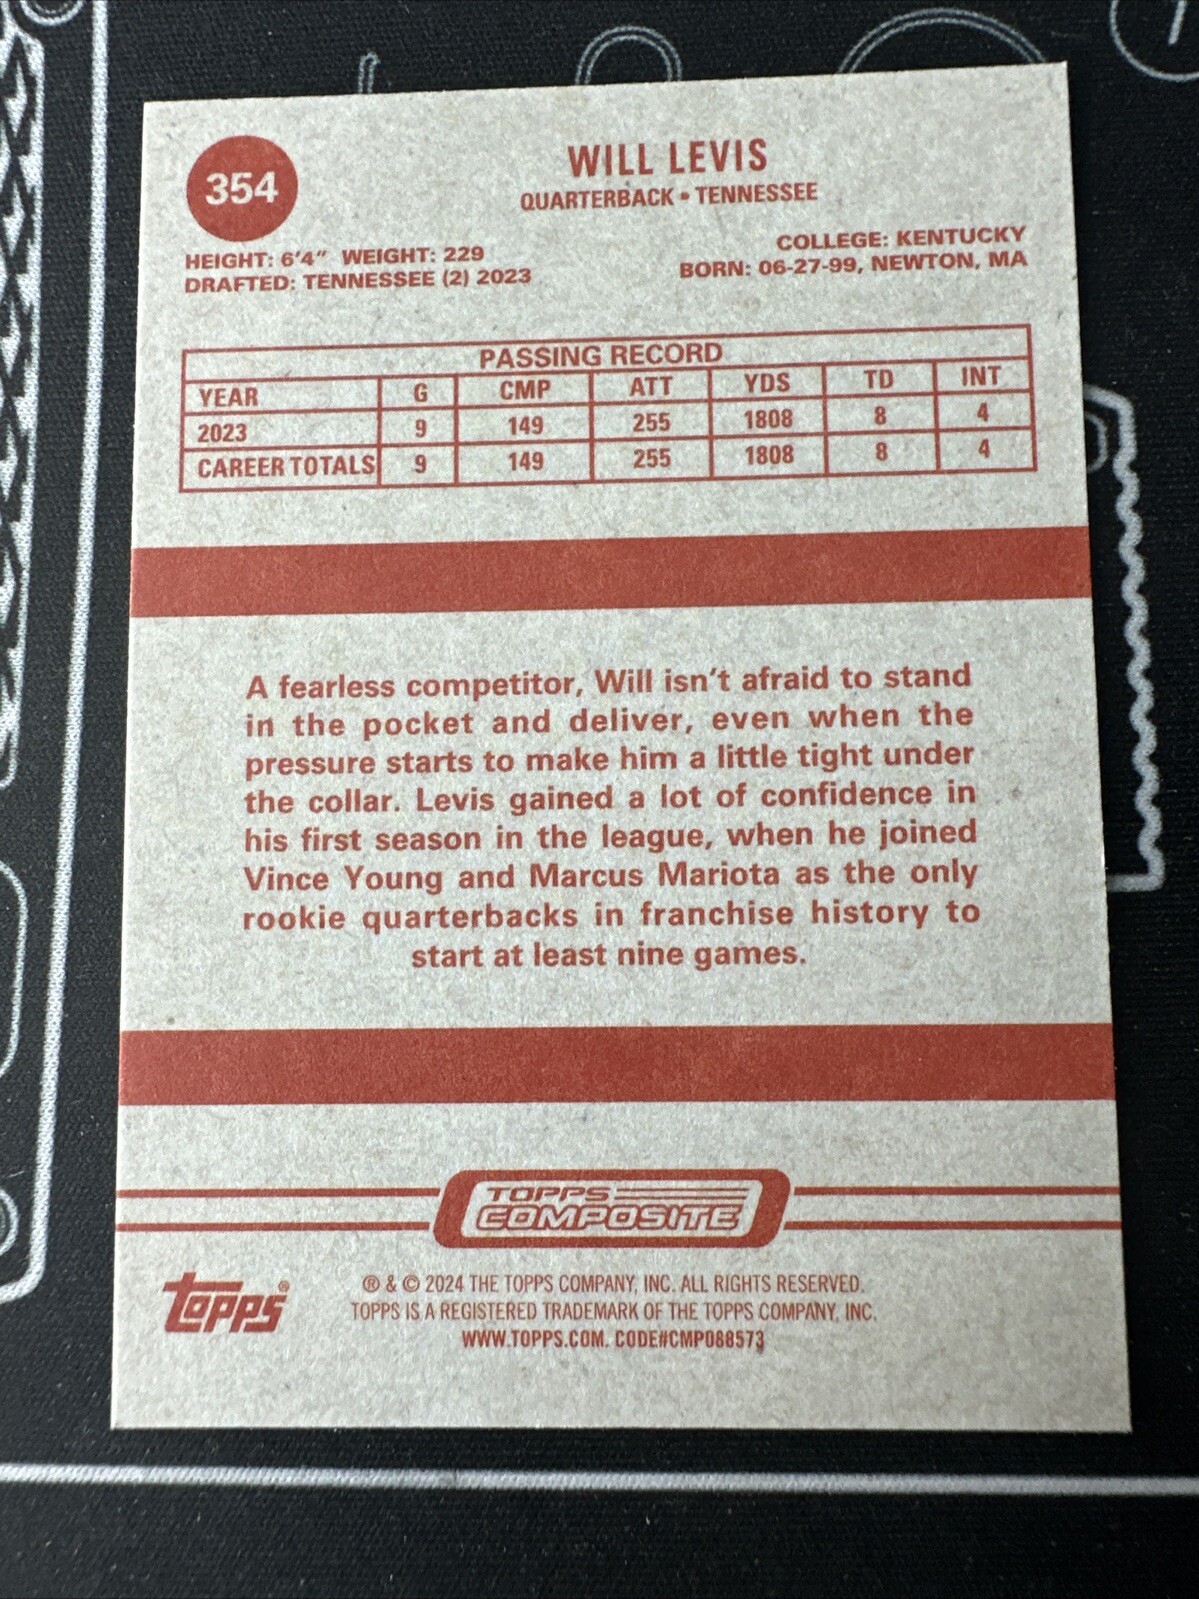 354
WILL LEVIS
QUARTERBACK • TENNESSEE
HEIGHT: 6'4" WEIGHT: 229
DRAFTED: TENNESSEE (2) 2023
COLLEGE: KENTUCKY
BORN: 06-27-99, NEWTON, MA
PASSING RECORD
YEAR G CMP ATT YDS TD INT
2023 9 149 255 1808 8 4
CAREER TOTALS 9 149 255 1808 8 4
A fearless competitor, Will isn't afraid to stand
in the pocket and deliver, even when the
pressure starts to make him a little tight under
the collar. Levis gained a lot of confidence in
his first season in the league, when he joined
Vince Young and Marcus Mariota as the only
rookie quarterbacks in franchise history to
start at least nine games.
TOPPS
COMPOSITE
topps®
® & © 2024 THE TOPPS COMPANY, INC. ALL RIGHTS RESERVED.
TOPPS IS A REGISTERED TRADEMARK OF THE TOPPS COMPANY, INC.
WWW.TOPPS.COM. CODE#CMP088573